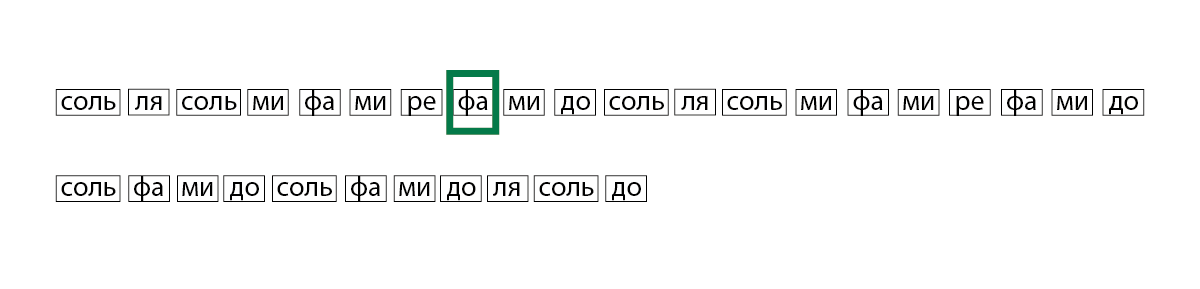 соль ля соль ми фа ми ре фа ми до соль ля соль ми фа ми ре фа ми до
соль фа ми до соль фа ми до ля соль до